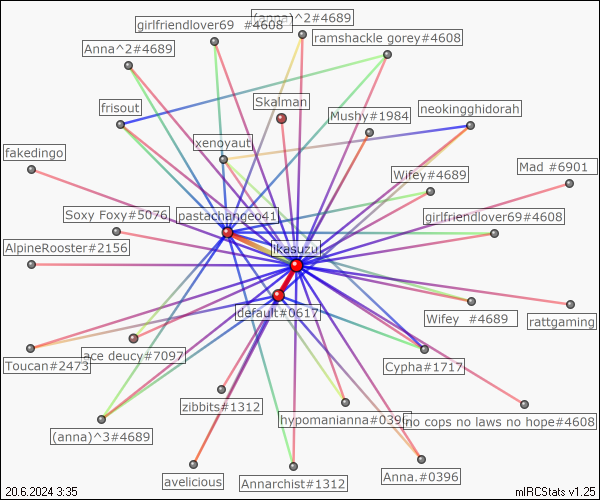 (anna)^2#4689
girlfriendlover69 #4608
ramshackle gorey#4608
Anna^2#4689
Skalman
frisout
Mushy#1984
neokingghidorah
xenoyaut
fakedingo
Mad #6901
Wifey#4689
Soxy Foxy#5076
pastachangeo41
girlfriendlover69#4608
AlpineRooster#2156
ikasuzu
default#0617
Wifey #4689
rattgaming
ace deucy#7097
Toucan#2473
Cypha#1717
zibbits#1312
hypomanianna#0396
no cops no laws no hope#4608
(anna)^3#4689
Anna.#0396
avelicious
Annarchist#1312
20.6.2024 3:35
mIRCStats v1.25